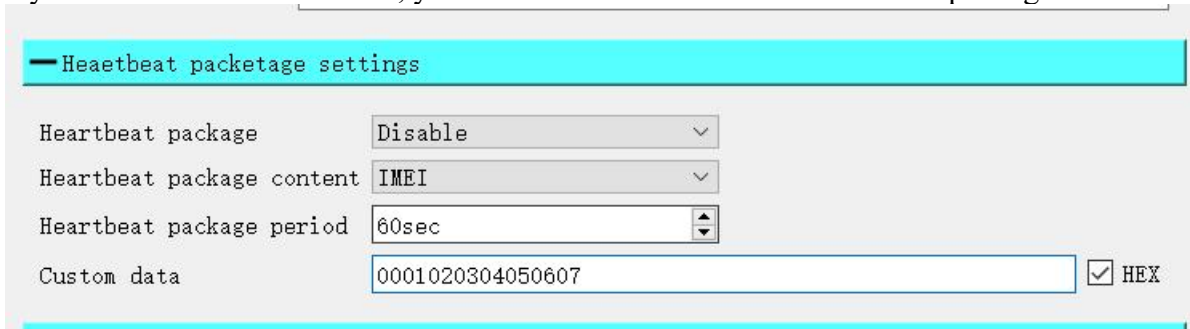 Heaetbeat packetage settings
Heartbeat package Disable
Heartbeat package content IMEI
Heartbeat package period 60sec
Custom data 0001020304050607 HEX